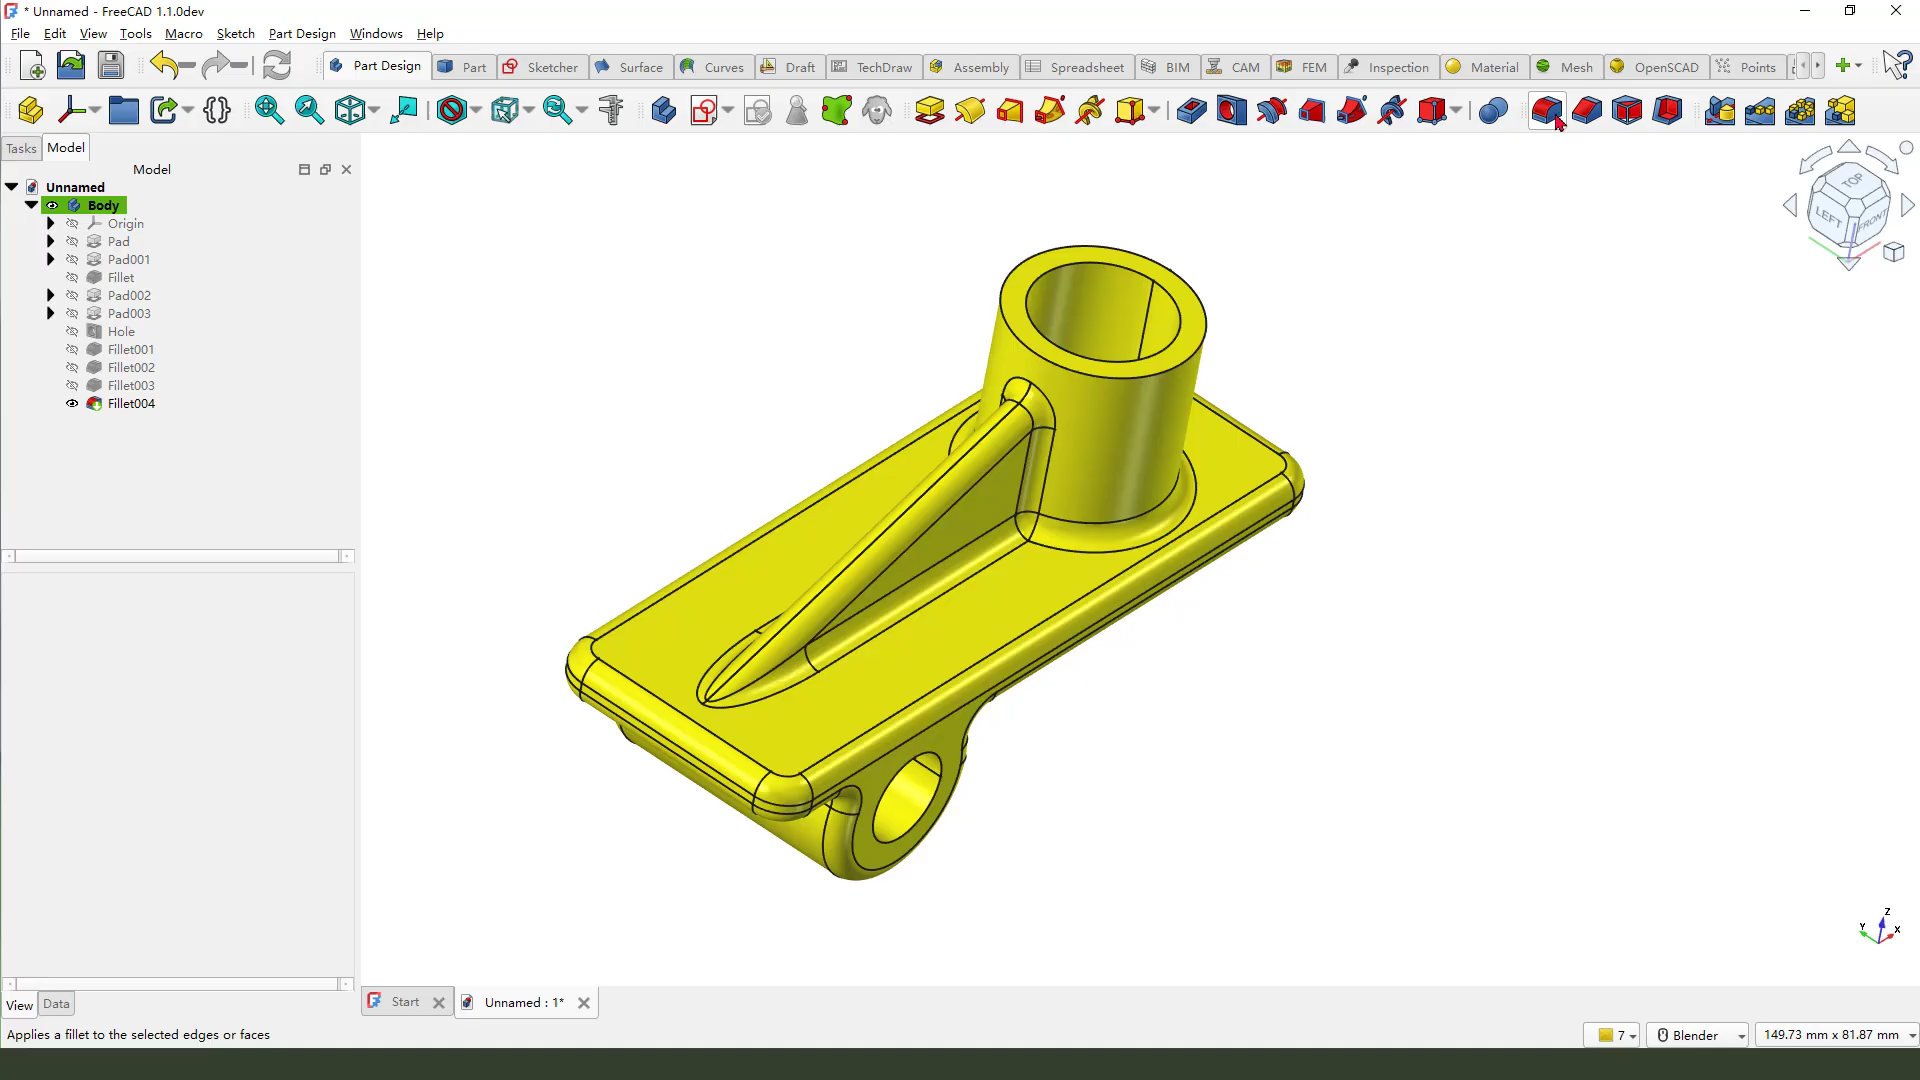 * Unnamed - FreeCAD 1.1.0dev
File Edit View Tools Macro Sketch Part Design Windows Help
Part Design Part Sketcher Surface Curves Draft TechDraw Assembly Spreadsheet BIM CAM FEM Inspection Material Mesh OpenSCAD Points
Tasks Model
Model
Unnamed
Body
Origin
Pad
Pad001
Fillet
Pad002
Pad003
Hole
Fillet001
Fillet002
Fillet003
Fillet004
TOP
LEFT FRONT
Z
Y X
Start Unnamed : 1*
View Data
Applies a fillet to the selected edges or faces
7 Blender 149.73 mm x 81.87 mm